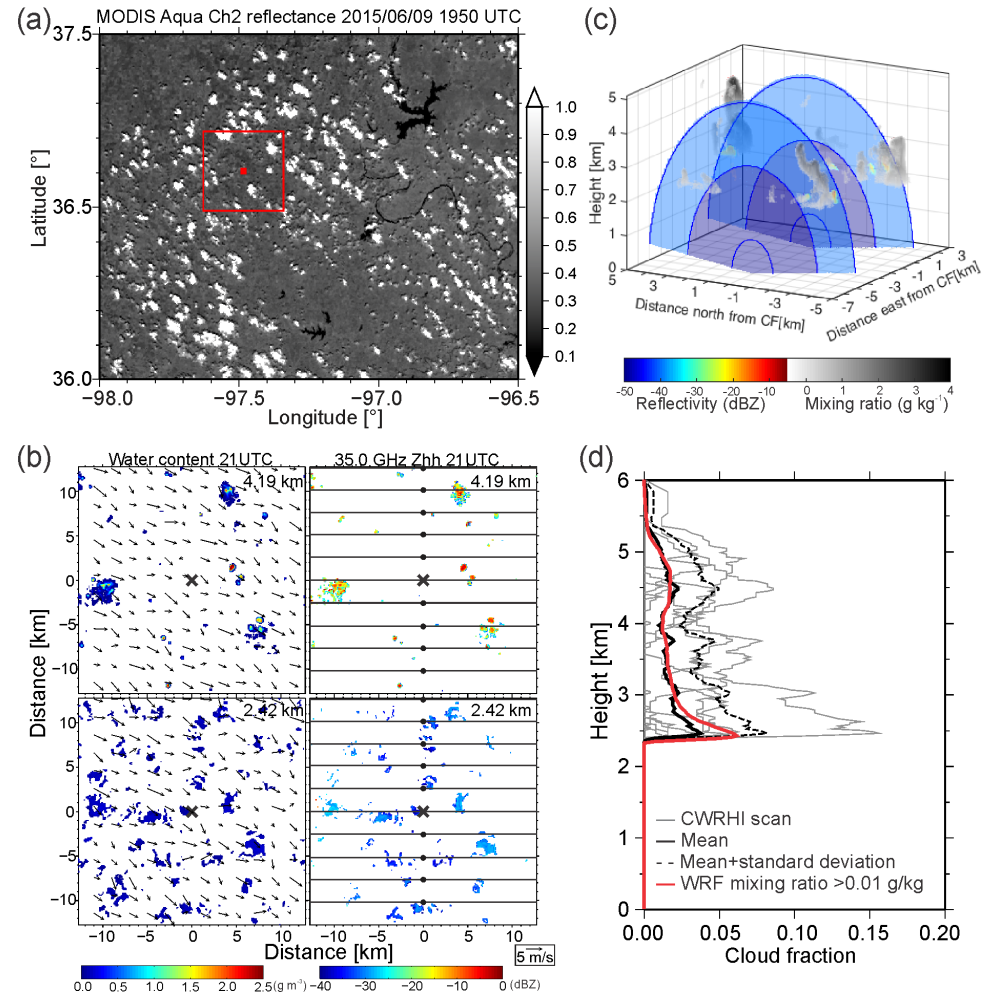 (a)
MODIS Aqua Ch2 reflectance 2015/06/09 1950 UTC
37.5
36.5
36.0
Latitude [°]
−98.0 −97.5 −97.0 −96.5
Longitude [°]
1.0
0.9
0.8
0.7
0.6
0.5
0.4
0.3
0.2
0.1
(c)
5
4
3
2
1
0
Height [km]
5 3 1 -1 -3 -5
Distance north from CF[km]
-7 -5 -3 -1 1 3
Distance east from CF[km]
-50 -40 -30 -20 -10 0 1 2 3 4
Reflectivity (dBZ) Mixing ratio (g kg-1)
(b)
Water content 21UTC 35.0 GHz Zhh 21UTC
4.19 km 4.19 km
10
5
0
−5
−10
2.42 km 2.42 km
10
5
0
−5
−10
Distance [km]
−10 −5 0 5 10 −10 −5 0 5 10
Distance [km]
5 m/s
0.0 0.5 1.0 1.5 2.0 2.5 (g m-3) −40 −30 −20 −10 0 (dBZ)
(d)
6
5
4
3
2
1
0
Height [km]
CWRHI scan
Mean
Mean+standard deviation
WRF mixing ratio >0.01 g/kg
0.00 0.05 0.10 0.15 0.20
Cloud fraction